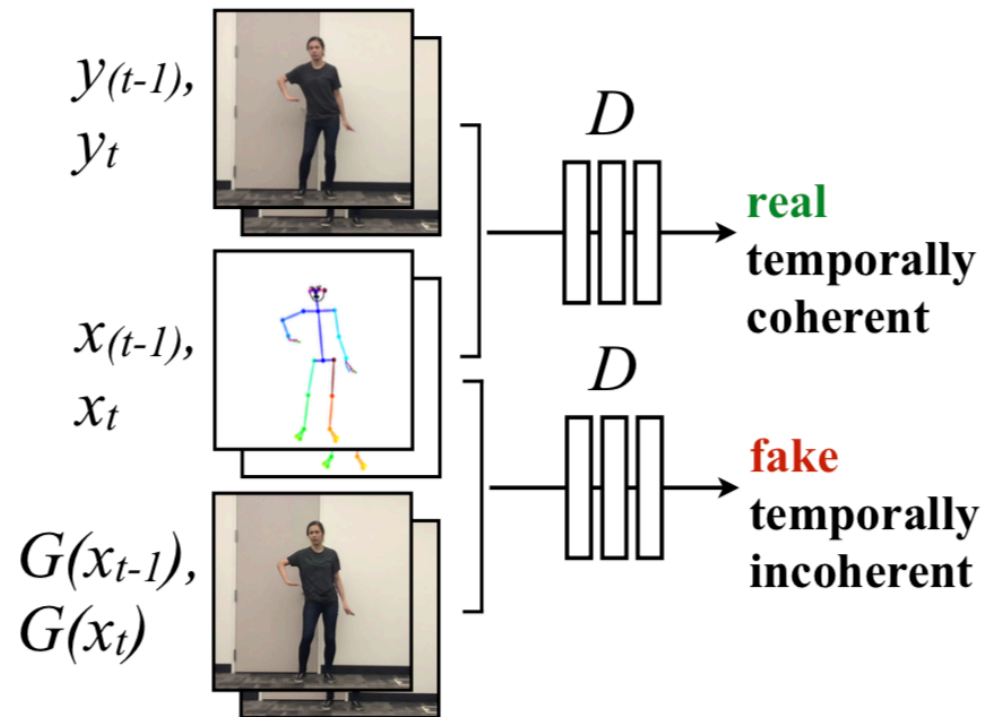 y(t-1),
yt
D
real
temporally
coherent
x(t-1),
xt
D
fake
temporally
incoherent
G(xt-1),
G(xt)